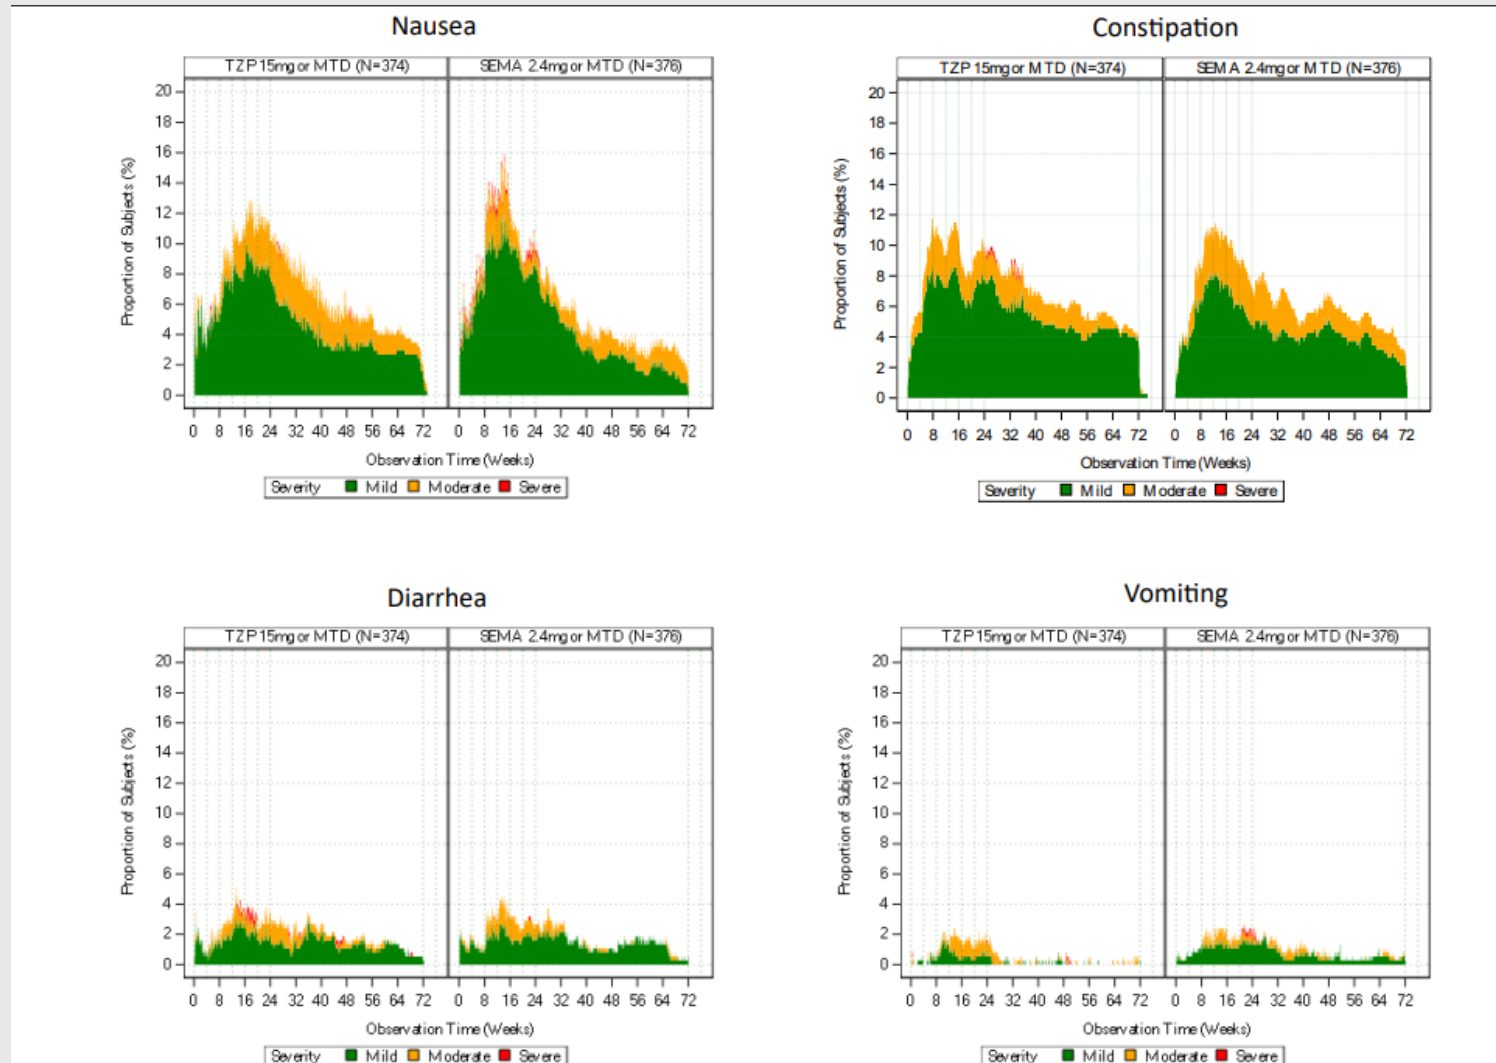 Nausea
TZP 15mg or MTD (N=374)
SEMA 2.4mg or MTD (N=376)
Proportion of Subjects (%)
20
18
16
14
12
10
8
6
4
2
0
0 8 16 24 32 40 48 56 64 72
0 8 16 24 32 40 48 56 64 72
Observation Time (Weeks)
Severity Mild Moderate Severe
Constipation
TZP 15mg or MTD (N=374)
SEMA 2.4mg or MTD (N=376)
Proportion of Subjects (%)
20
18
16
14
12
10
8
6
4
2
0
0 8 16 24 32 40 48 56 64 72
0 8 16 24 32 40 48 56 64 72
Observation Time (Weeks)
Severity Mild Moderate Severe
Diarrhea
TZP 15mg or MTD (N=374)
SEMA 2.4mg or MTD (N=376)
Proportion of Subjects (%)
20
18
16
14
12
10
8
6
4
2
0
0 8 16 24 32 40 48 56 64 72
0 8 16 24 32 40 48 56 64 72
Observation Time (Weeks)
Severity Mild Moderate Severe
Vomiting
TZP 15mg or MTD (N=374)
SEMA 2.4mg or MTD (N=376)
Proportion of Subjects (%)
20
18
16
14
12
10
8
6
4
2
0
0 8 16 24 32 40 48 56 64 72
0 8 16 24 32 40 48 56 64 72
Observation Time (Weeks)
Severity Mild Moderate Severe